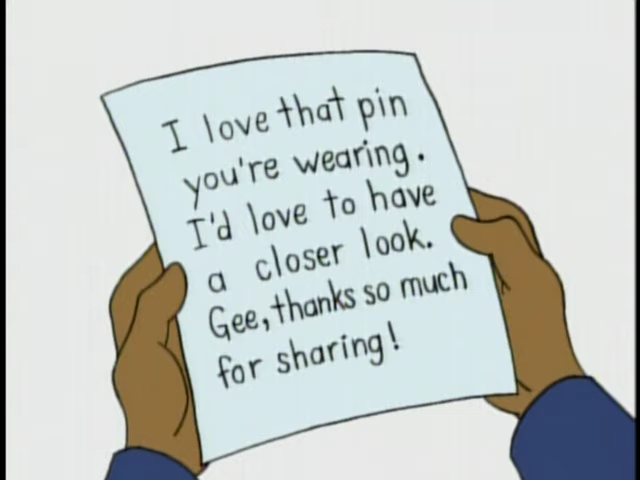 I love that pin
you're wearing.
I'd love to have
a closer look.
Gee, thanks so much
for sharing!